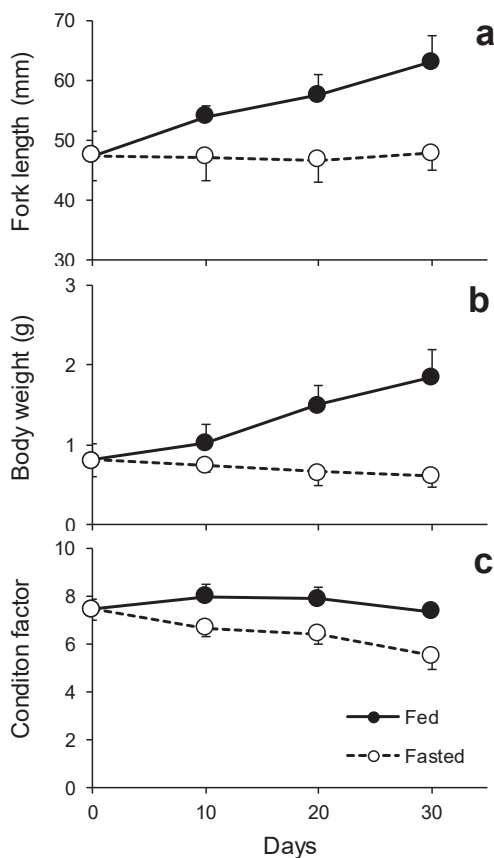 a
Fork length (mm)
70
60
50
40
30
b
Body weight (g)
3
2
1
0
c
Conditon factor
10
8
6
4
2
0
Fed
Fasted
0 10 20 30
Days